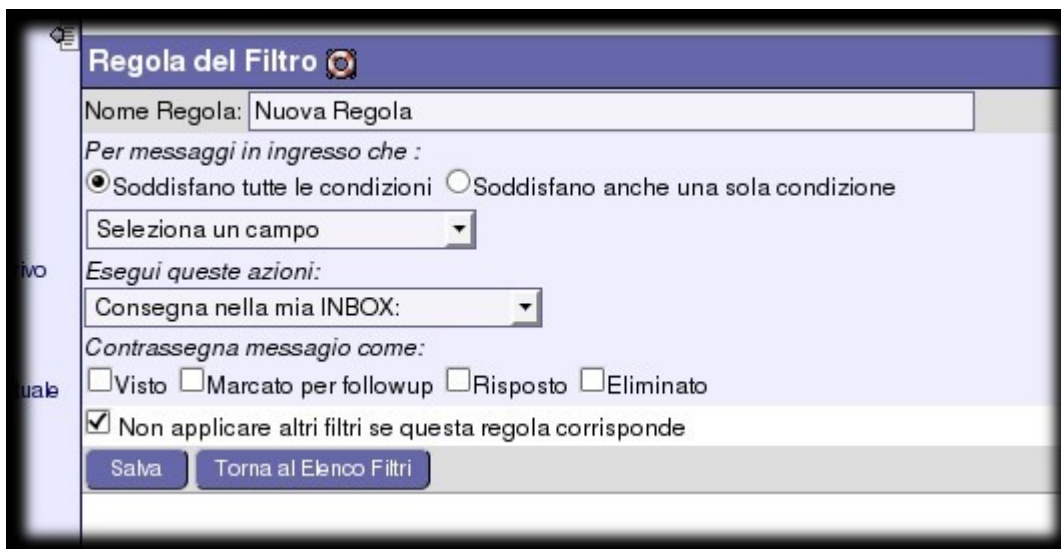 Regola del Filtro
Nome Regola: Nuova Regola
Per messaggi in ingresso che :
Soddisfano tutte le condizioni Soddisfano anche una sola condizione
Seleziona un campo
Esegui queste azioni:
Consegna nella mia INBOX:
Contrassegna messagio come:
Visto Marcato per followup Risposto Eliminato
Non applicare altri filtri se questa regola corrisponde
Salva Torna al Elenco Filtri